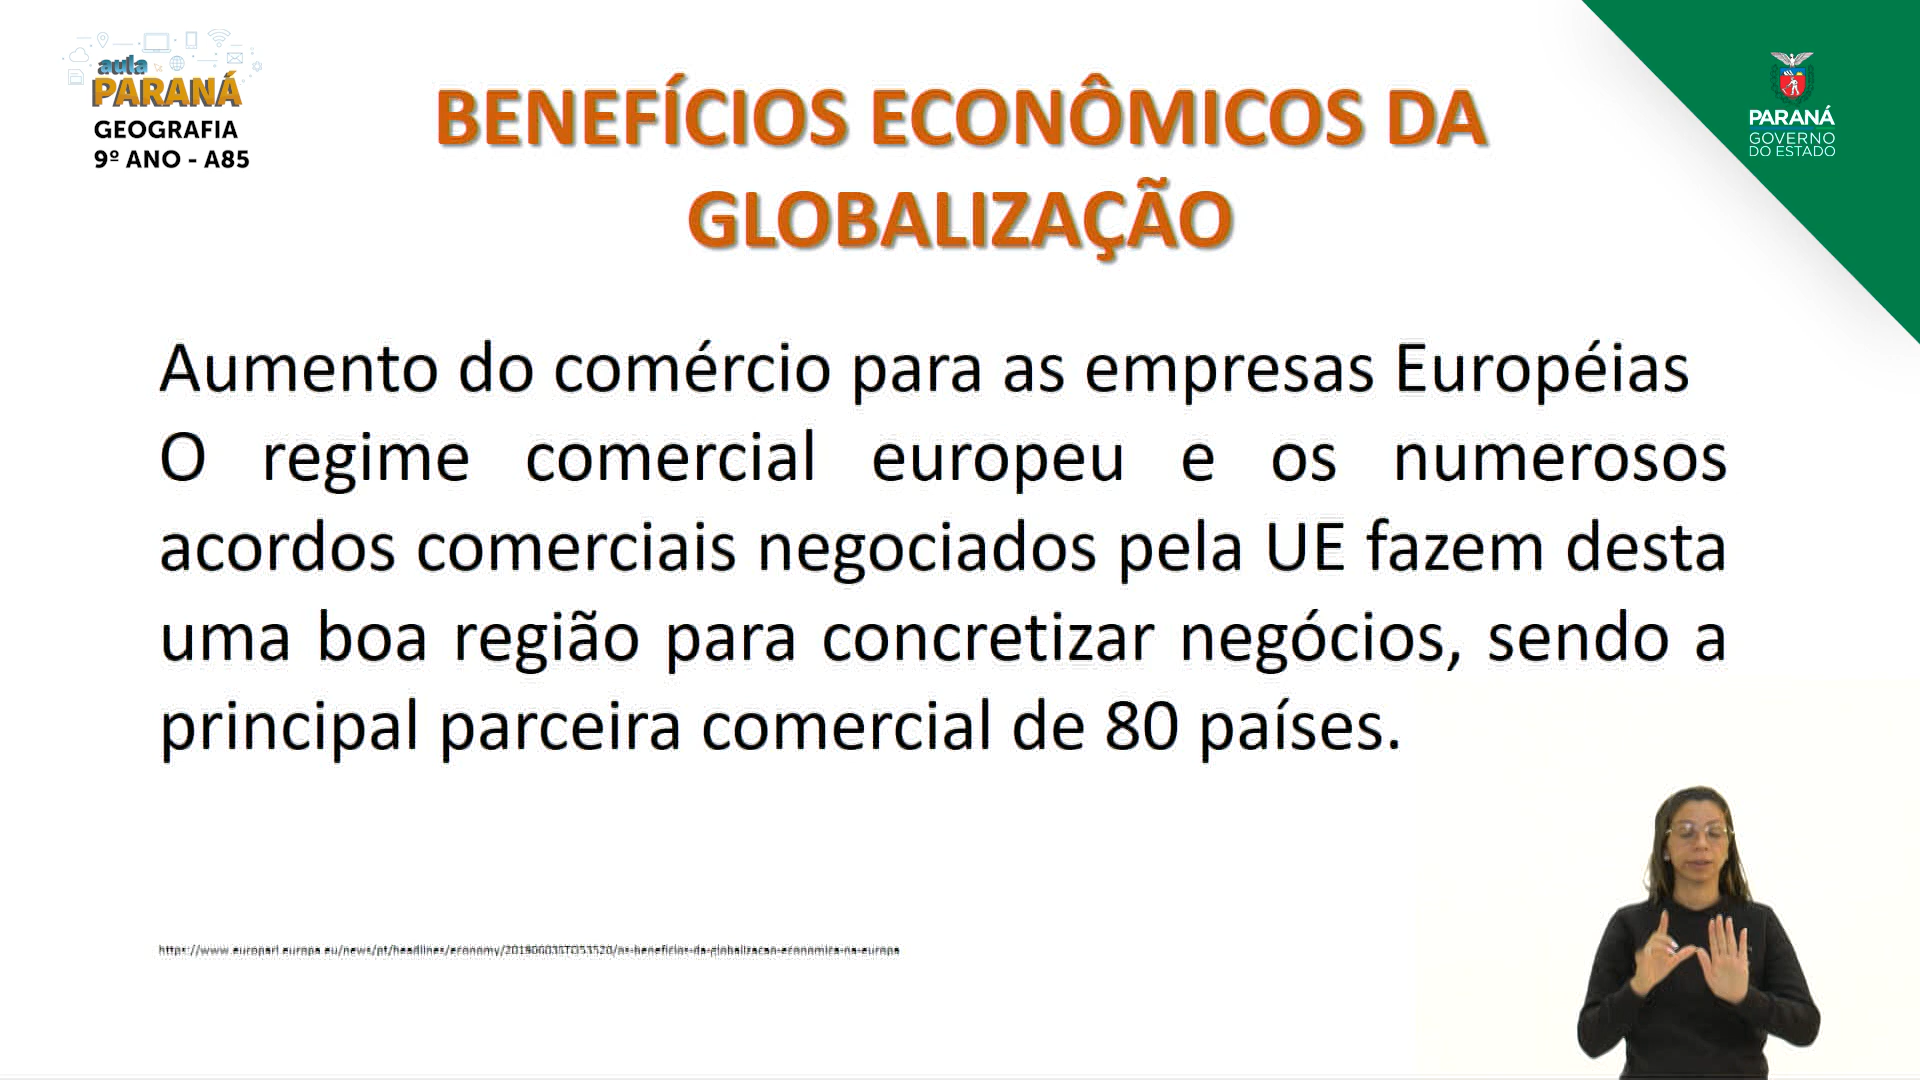 aula
PARANÁ
GEOGRAFIA
9º ANO - A85
BENEFÍCIOS ECONÔMICOS DA
GLOBALIZAÇÃO
PARANÁ
GOVERNO
DO ESTADO
Aumento do comércio para as empresas Européias
O regime comercial europeu e os numerosos
acordos comerciais negociados pela UE fazem desta
uma boa região para concretizar negócios, sendo a
principal parceira comercial de 80 países.